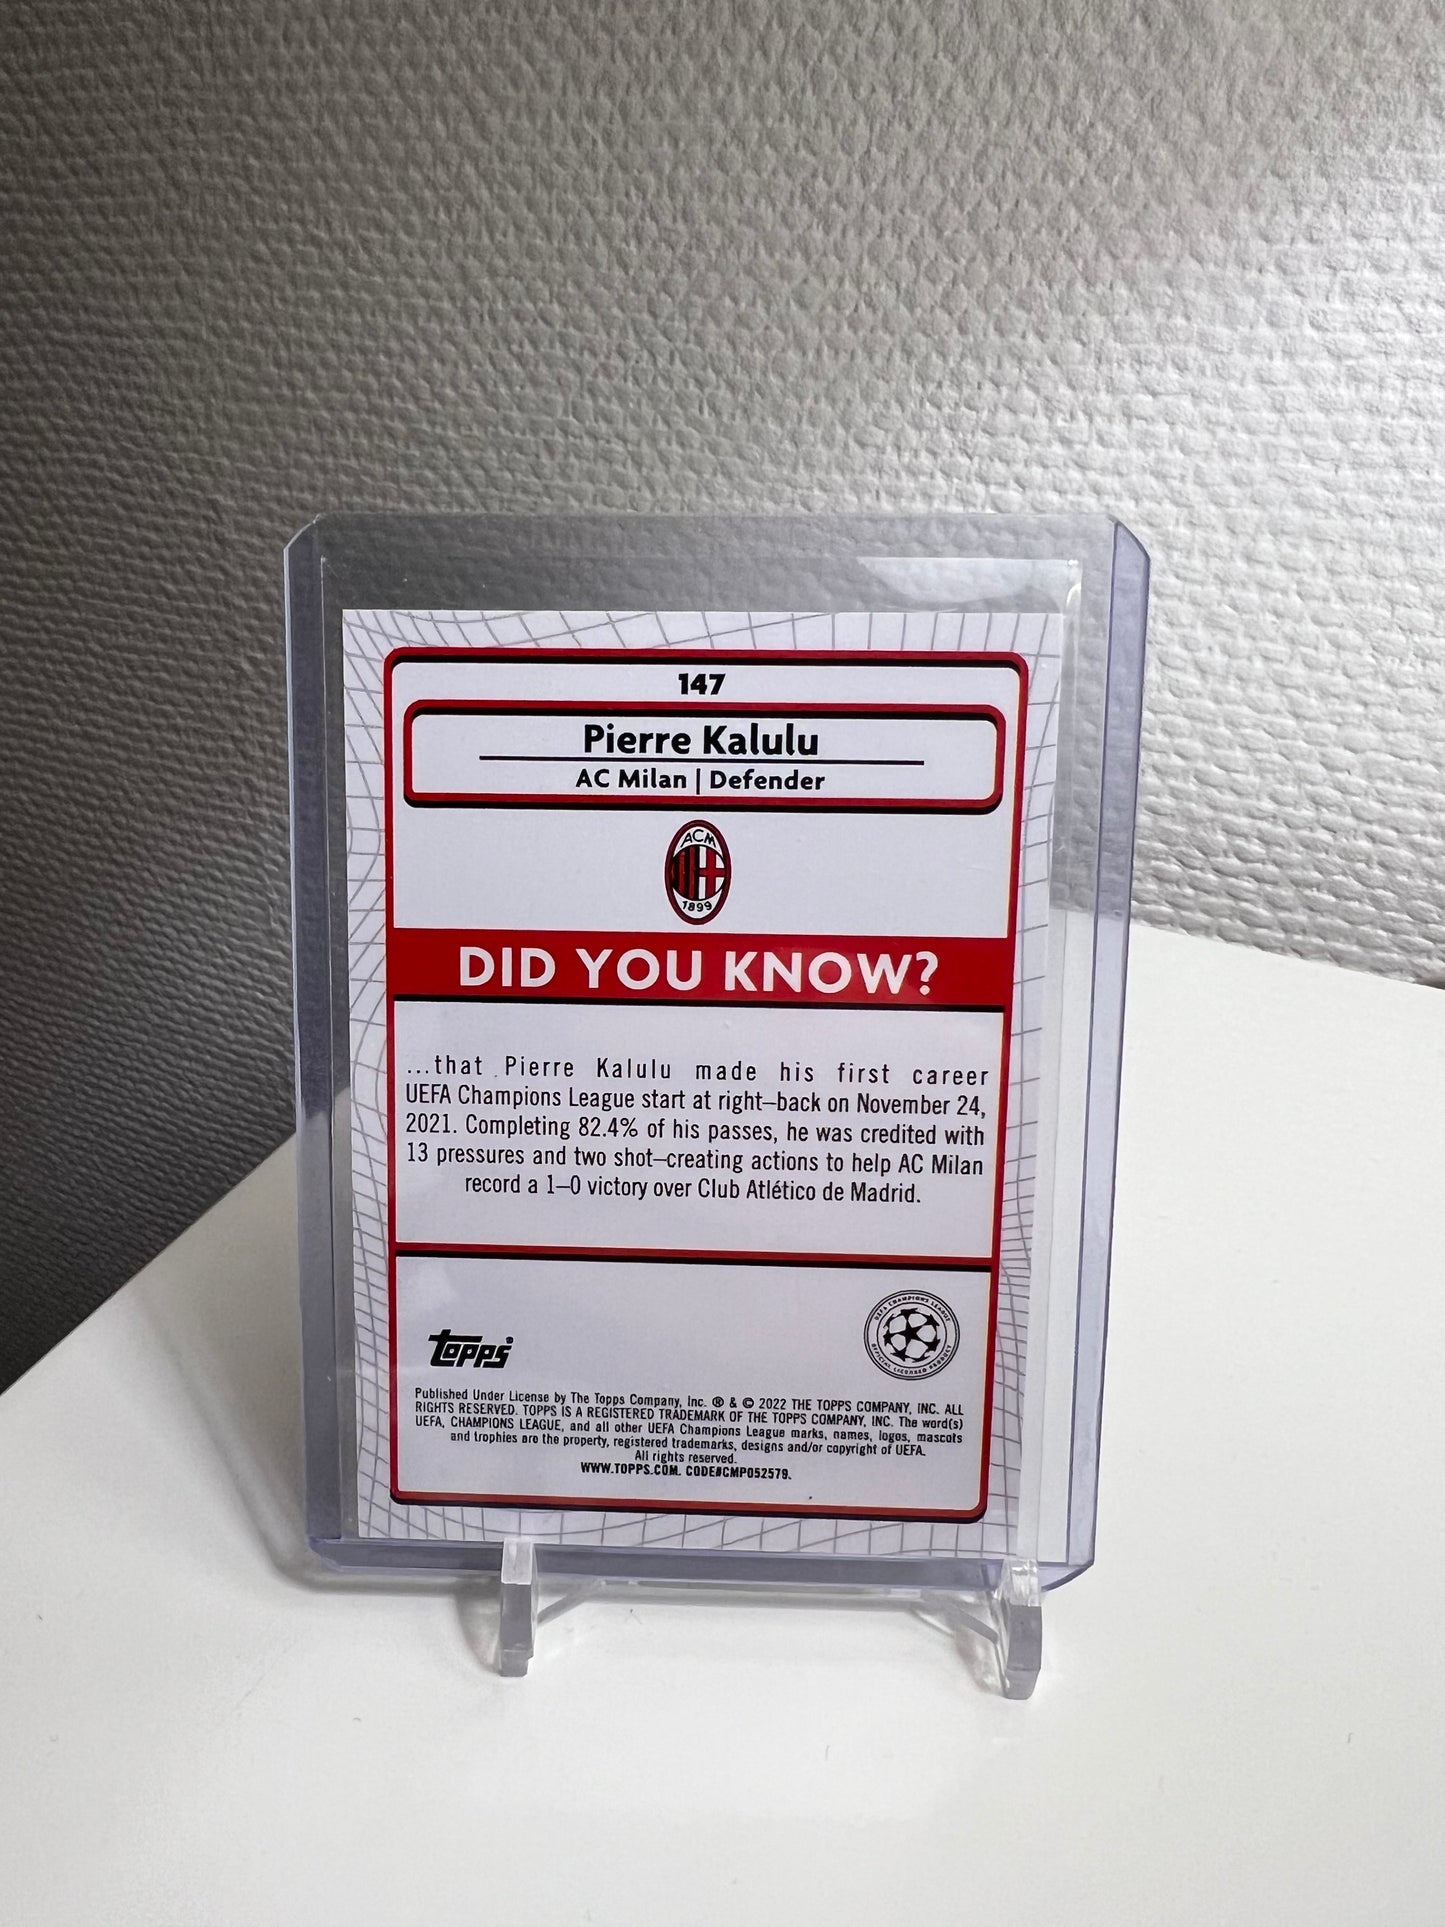 147
Pierre Kalulu
AC Milan | Defender
ACM
1899
DID YOU KNOW?
...that Pierre Kalulu made his first career
UEFA Champions League start at right–back on November 24,
2021. Completing 82.4% of his passes, he was credited with
13 pressures and two shot–creating actions to help AC Milan
record a 1–0 victory over Club Atlético de Madrid.
UEFA CHAMPIONS LEAGUE
OFFICIAL LICENSED PRODUCT
topps®
Published Under License by The Topps Company, Inc. ® & © 2022 THE TOPPS COMPANY, INC. ALL
RIGHTS RESERVED. TOPPS IS A REGISTERED TRADEMARK OF THE TOPPS COMPANY, INC. The word(s)
UEFA, CHAMPIONS LEAGUE, and all other UEFA Champions League marks, names, logos, mascots
and trophies are the property, registered trademarks, designs and/or copyright of UEFA.
All rights reserved.
WWW.TOPPS.COM. CODE#CMP052579.